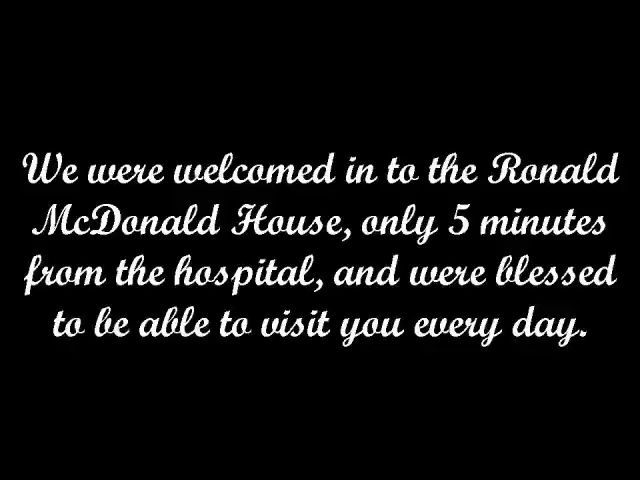 We were welcomed in to the Ronald
McDonald House, only 5 minutes
from the hospital, and were blessed
to be able to visit you every day.